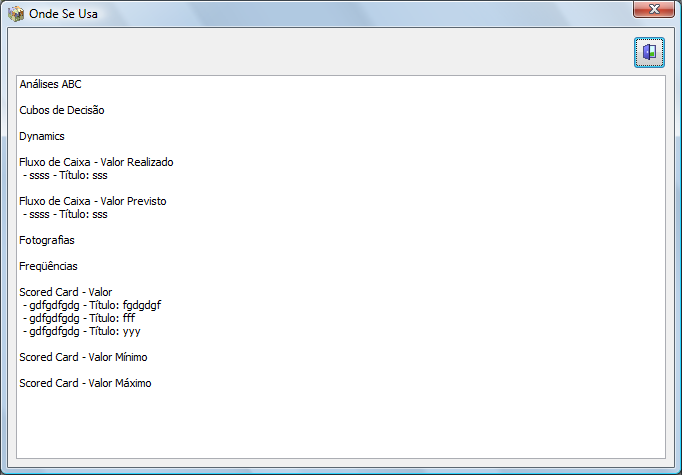 Onde Se Usa
Análises ABC
Cubos de Decisão
Dynamics
Fluxo de Caixa - Valor Realizado
- ssss - Título: sss
Fluxo de Caixa - Valor Previsto
- ssss - Título: sss
Fotografias
Freqüências
Scored Card - Valor
- gdfgdfgdg - Título: fgdgdgf
- gdfgdfgdg - Título: fff
- gdfgdfgdg - Título: yyy
Scored Card - Valor Mínimo
Scored Card - Valor Máximo